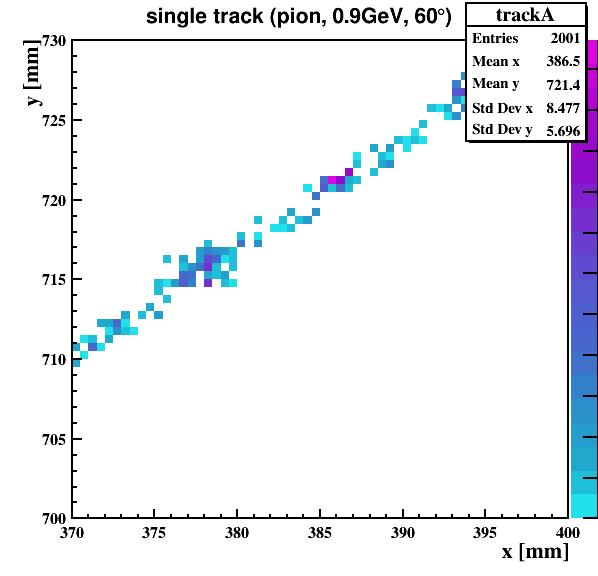 single track (pion, 0.9GeV, 60°)
trackA
Entries 2001
Mean x 386.5
Mean y 721.4
Std Dev x 8.477
Std Dev y 5.696
y [mm]
730
725
720
715
710
705
700
370 375 380 385 390 395 400
x [mm]